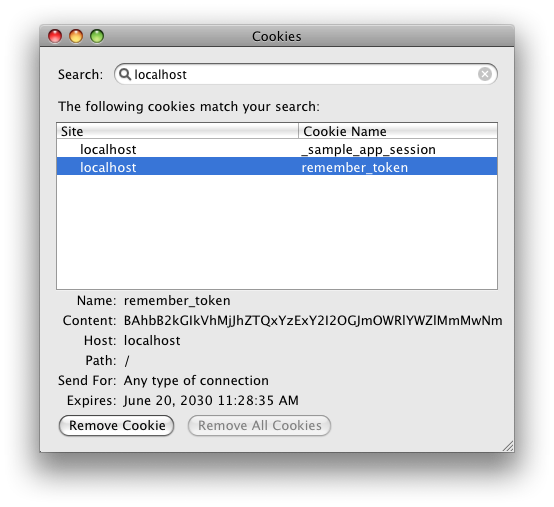 Cookies
Search: localhost
The following cookies match your search:
Site Cookie Name
localhost _sample_app_session
localhost remember_token
Name: remember_token
Content: BAhbB2kGIkVhMjJhZTQxYzExY2I2OGJmOWRlYWZlMmMwNm
Host: localhost
Path: /
Send For: Any type of connection
Expires: June 20, 2030 11:28:35 AM
Remove Cookie Remove All Cookies